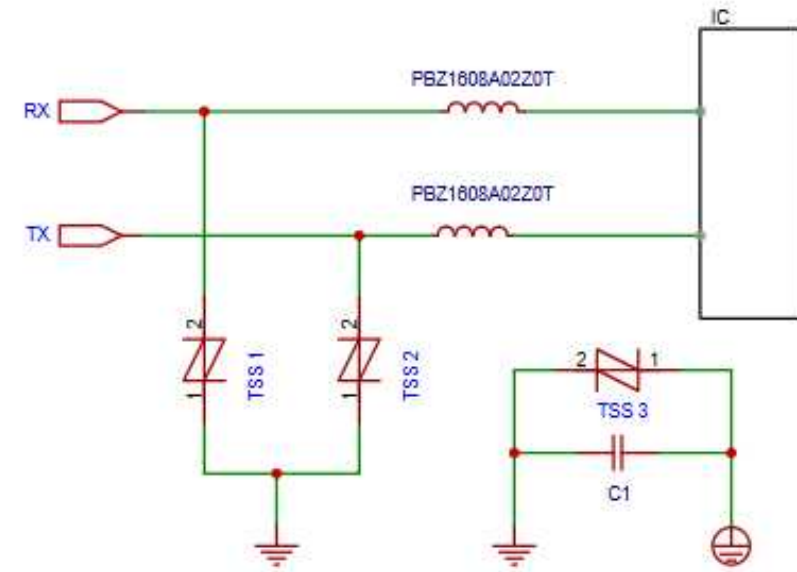 IC
PBZ1608A02Z0T
RX
PBZ1608A02Z0T
TX
2
1
TSS 1
2
1
TSS 2
2
1
TSS 3
C1